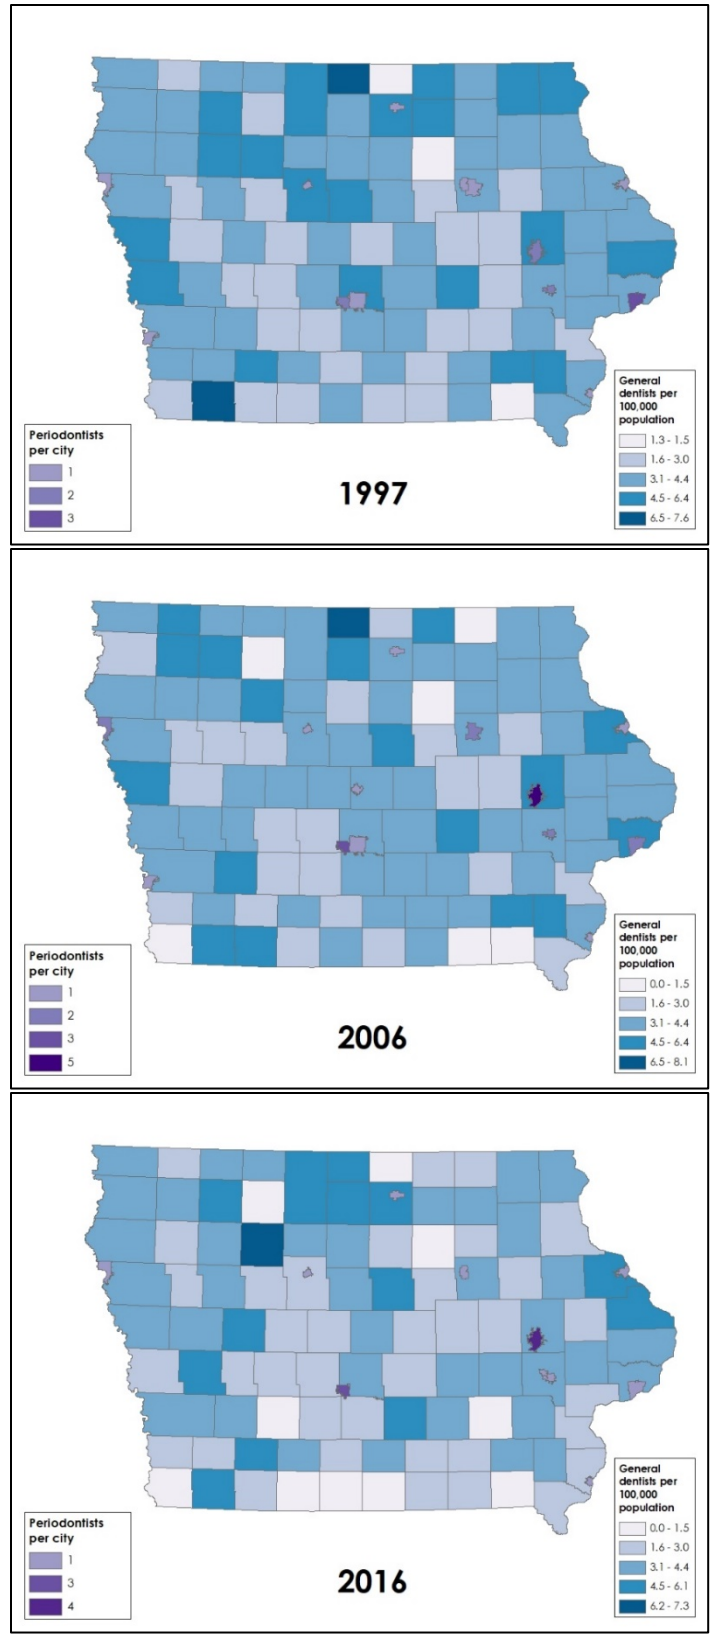 General
dentists per
100,000
population
1.3 - 1.5
1.6 - 3.0
3.1 - 4.4
4.5 - 6.4
6.5 - 7.6
Periodontists
per city
1
2
3
1997
General
dentists per
100,000
population
0.0 - 1.5
1.6 - 3.0
3.1 - 4.4
4.5 - 6.4
6.5 - 8.1
Periodontists
per city
1
2
3
5
2006
General
dentists per
100,000
population
0.0 - 1.5
1.6 - 3.0
3.1 - 4.4
4.5 - 6.1
6.2 - 7.3
Periodontists
per city
1
3
4
2016